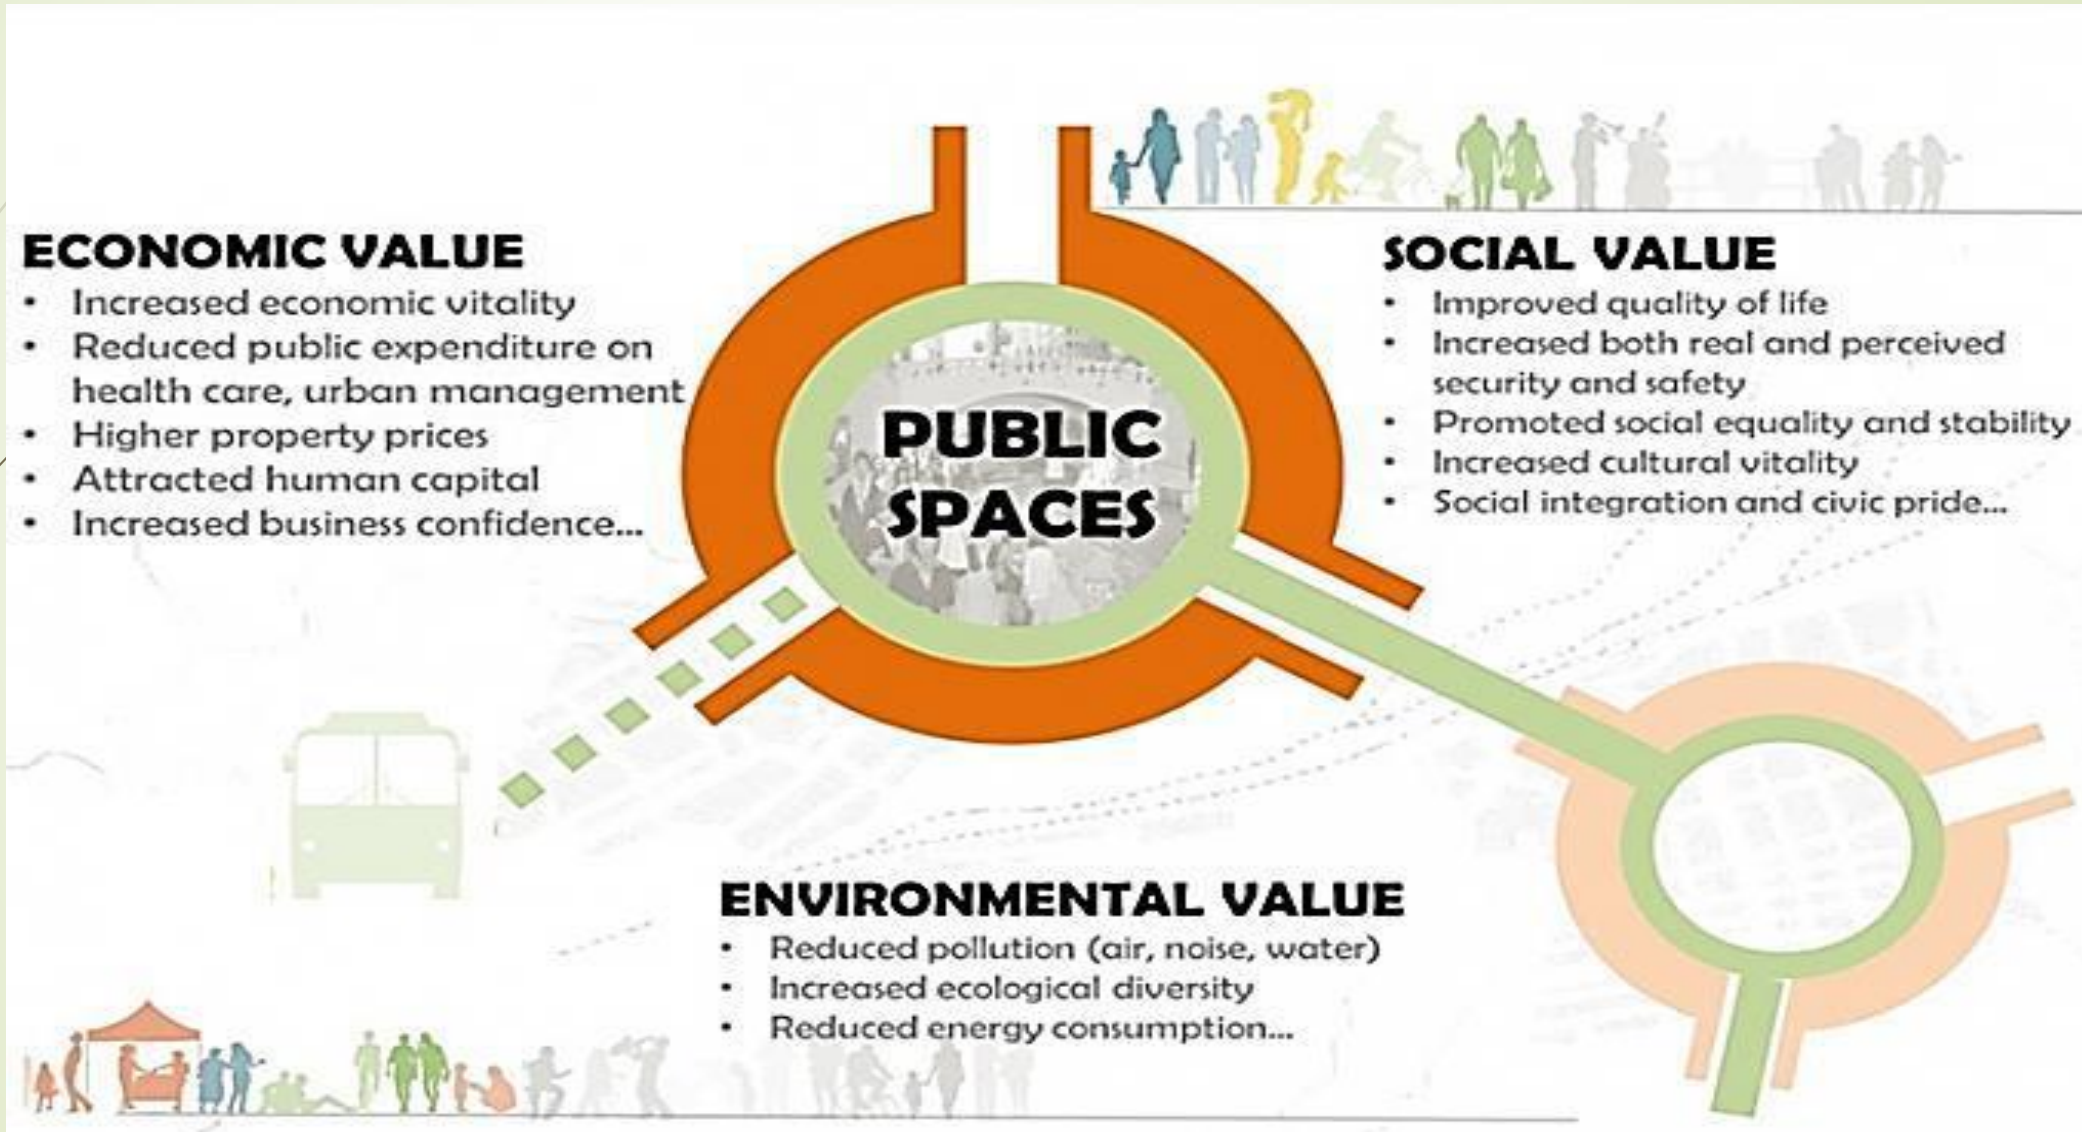 ECONOMIC VALUE
• Increased economic vitality
• Reduced public expenditure on
health care, urban management
• Higher property prices
• Attracted human capital
• Increased business confidence...
PUBLIC
SPACES
SOCIAL VALUE
• Improved quality of life
• Increased both real and perceived
security and safety
• Promoted social equality and stability
• Increased cultural vitality
• Social integration and civic pride...
ENVIRONMENTAL VALUE
• Reduced pollution (air, noise, water)
• Increased ecological diversity
• Reduced energy consumption...